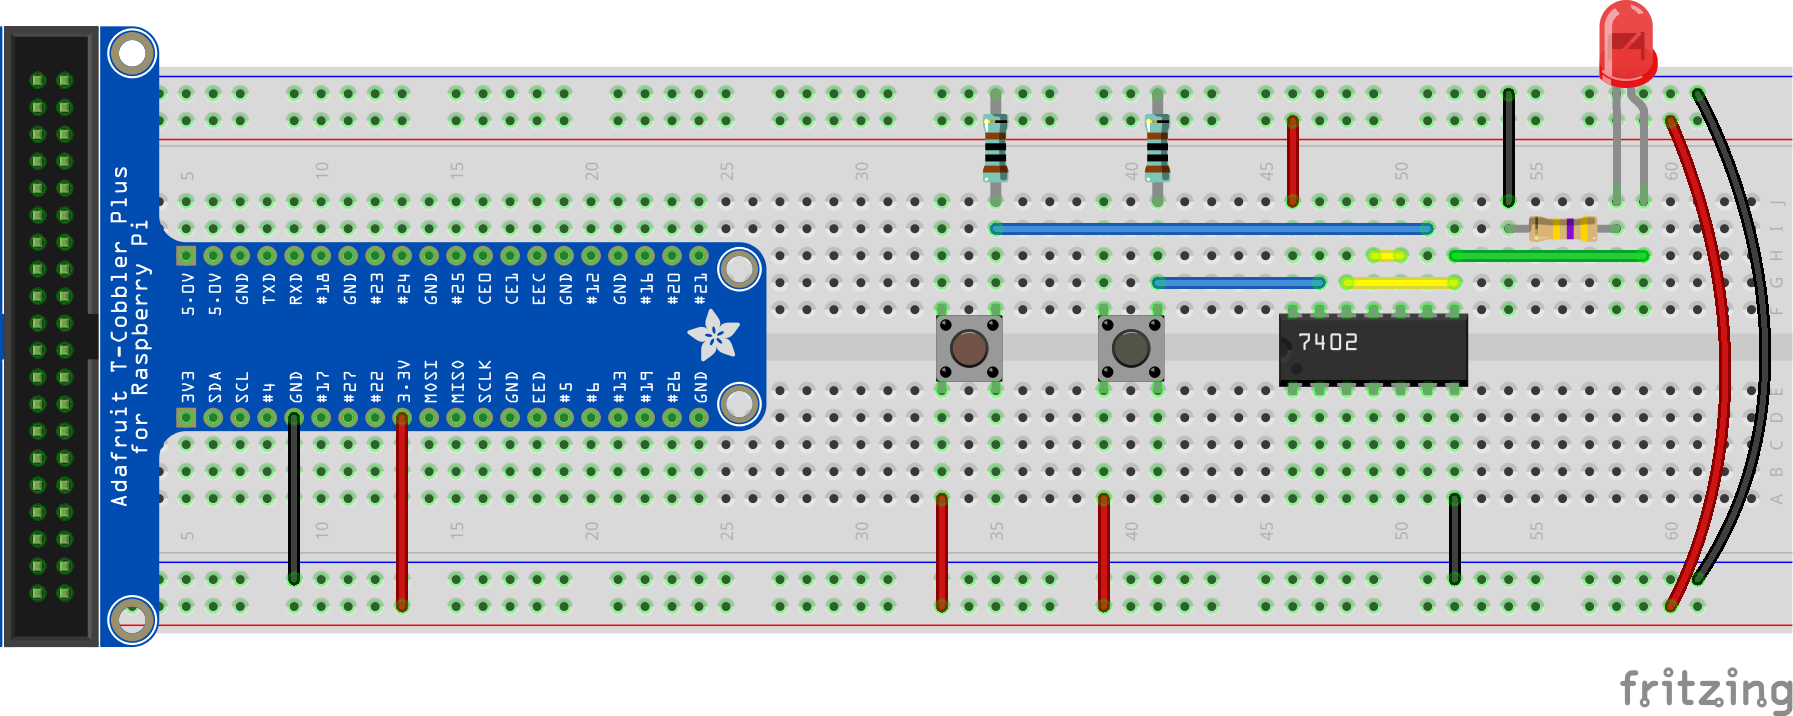 Adafruit T-Cobbler Plus
for Raspberry Pi
5 10 15 20 25 30 35 40 45 50 55 60
J
I
H
G
F
5.0V 5.0V GND TXD RXD #18 GND #23 #24 GND #25 CE0 CE1 EEC GND #12 GND #16 #20 #21
7402
3V3 SDA SCL #4 GND #17 #27 #22 3.3V MOSI MISO SCLK GND EED #5 #6 #13 #19 #26 GND
E
D
C
B
A
5 10 15 20 25 30 35 40 45 50 55 60
fritzing